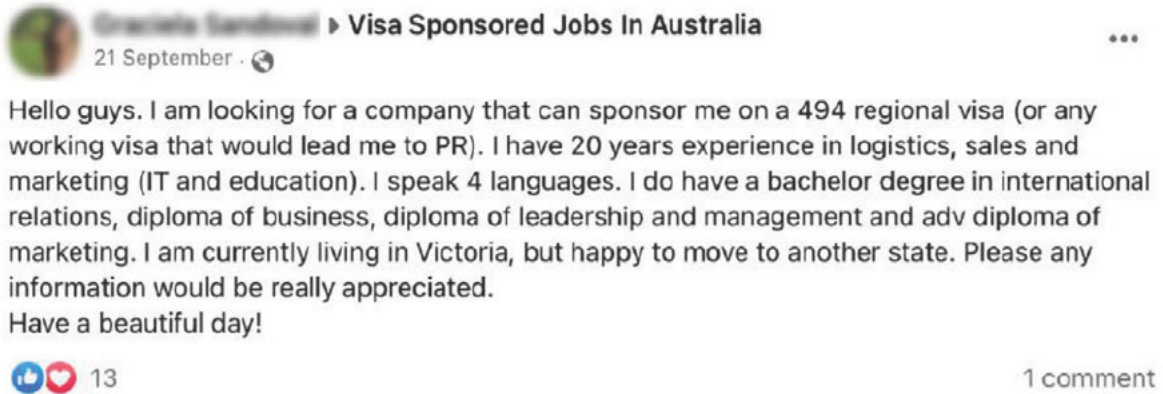 Visa Sponsored Jobs In Australia
21 September ·
Hello guys. I am looking for a company that can sponsor me on a 494 regional visa (or any
working visa that would lead me to PR). I have 20 years experience in logistics, sales and
marketing (IT and education). I speak 4 languages. I do have a bachelor degree in international
relations, diploma of business, diploma of leadership and management and adv diploma of
marketing. I am currently living in Victoria, but happy to move to another state. Please any
information would be really appreciated.
Have a beautiful day!
13
1 comment